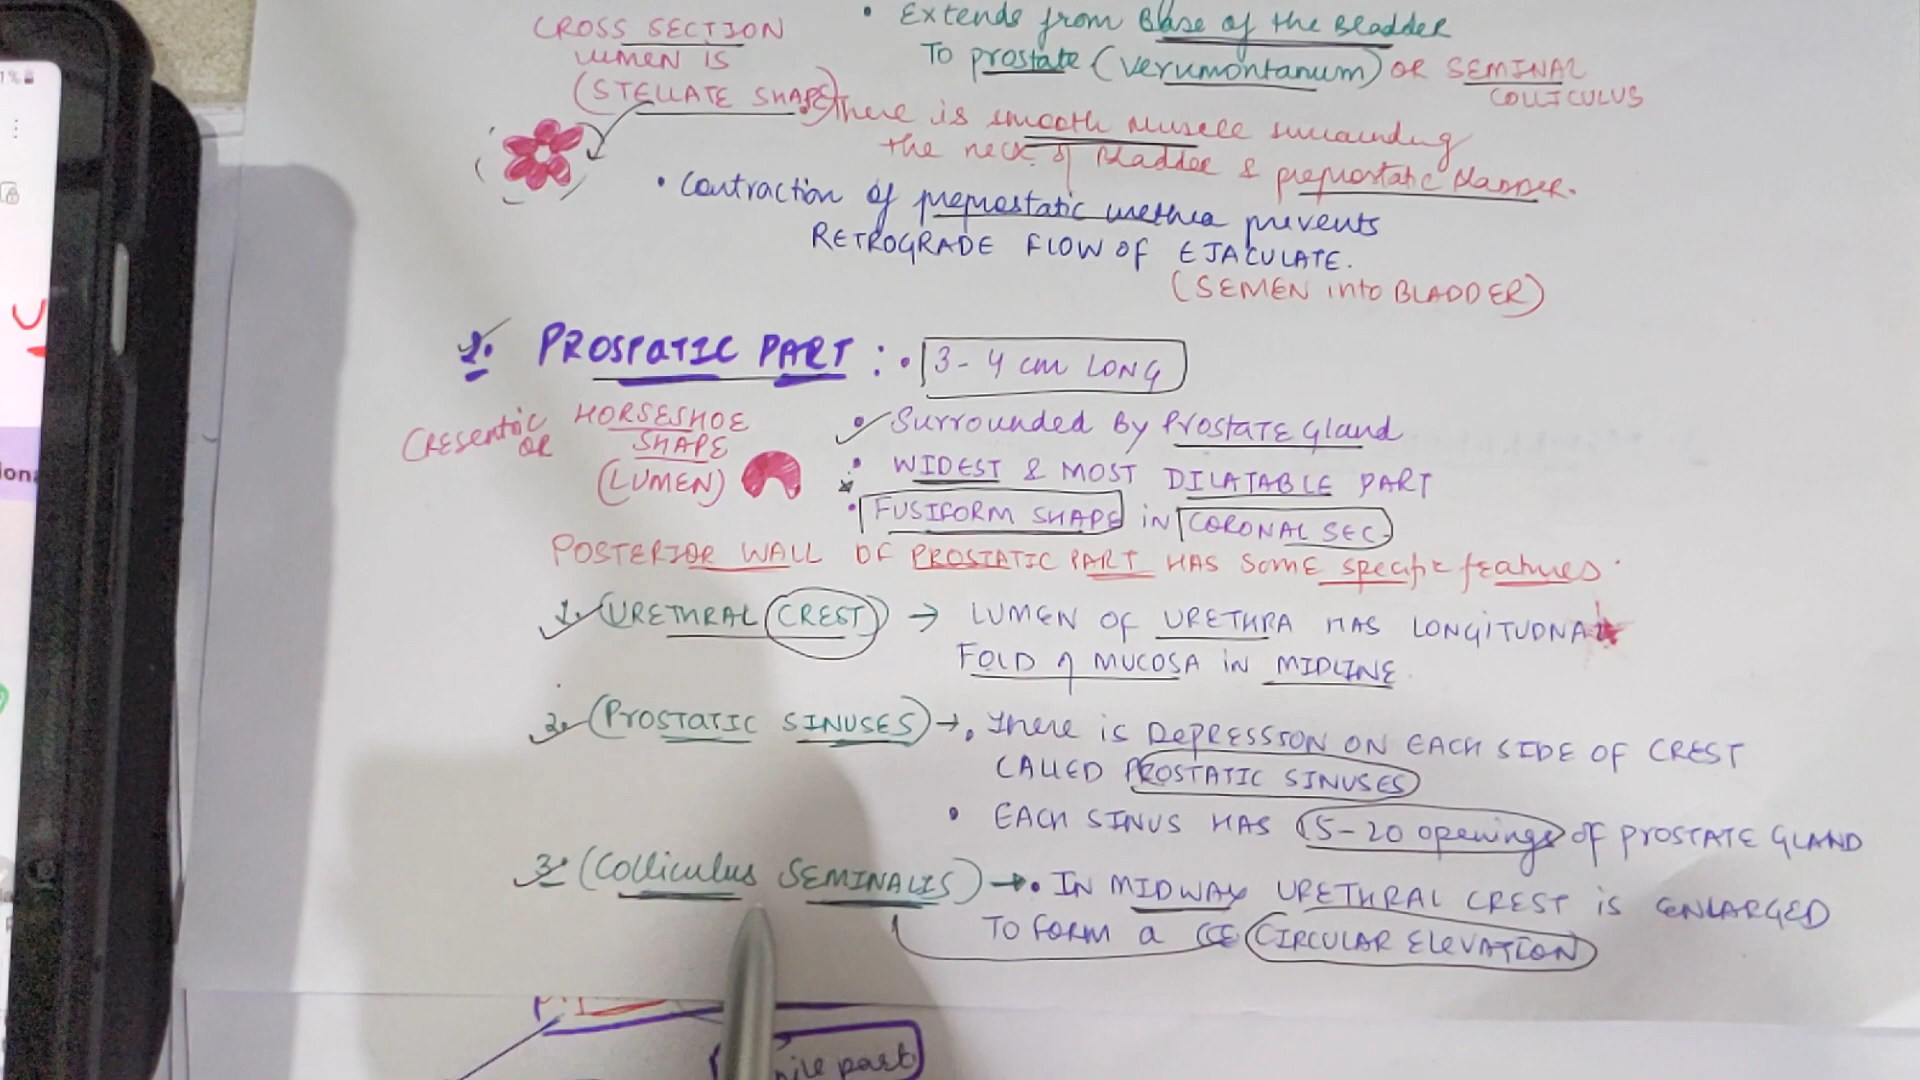 CROSS SECTION
LUMEN IS
(STELLATE SHAPE)
• Extends from Base of the Bladder
To prostate (verumontanum) OR SEMINAL
COLLICULUS
• There is smooth muscle surrounding
the neck of Bladder & preprostatic bladder.
• Contraction of preprostatic urethra prevents
RETROGRADE FLOW OF EJACULATE.
(SEMEN into BLADDER)
2. PROSTATIC PART : • 3-4 cm LONG
Cresentic OR HORSESHOE
SHAPE
(LUMEN)
• Surrounded By Prostate Gland
• WIDEST & MOST DILATABLE PART
• FUSIFORM SHAPE in CORONAL SEC
POSTERIOR WALL OF PROSTATIC PART HAS SOME specific features.
1. (URETHRAL CREST) → LUMEN OF URETHRA HAS LONGITUDNAL
FOLD of MUCOSA in MIDLINE.
2. (PROSTATIC SINUSES) → • There is DEPRESSION ON EACH SIDE OF CREST
CALLED PROSTATIC SINUSES
• EACH SINUS HAS 15-20 openings of PROSTATE GLAND
3. (Colliculus SEMINALIS) → • IN MIDWAY URETHRAL CREST is ENLARGED
TO FORM a CIRCULAR ELEVATION
part